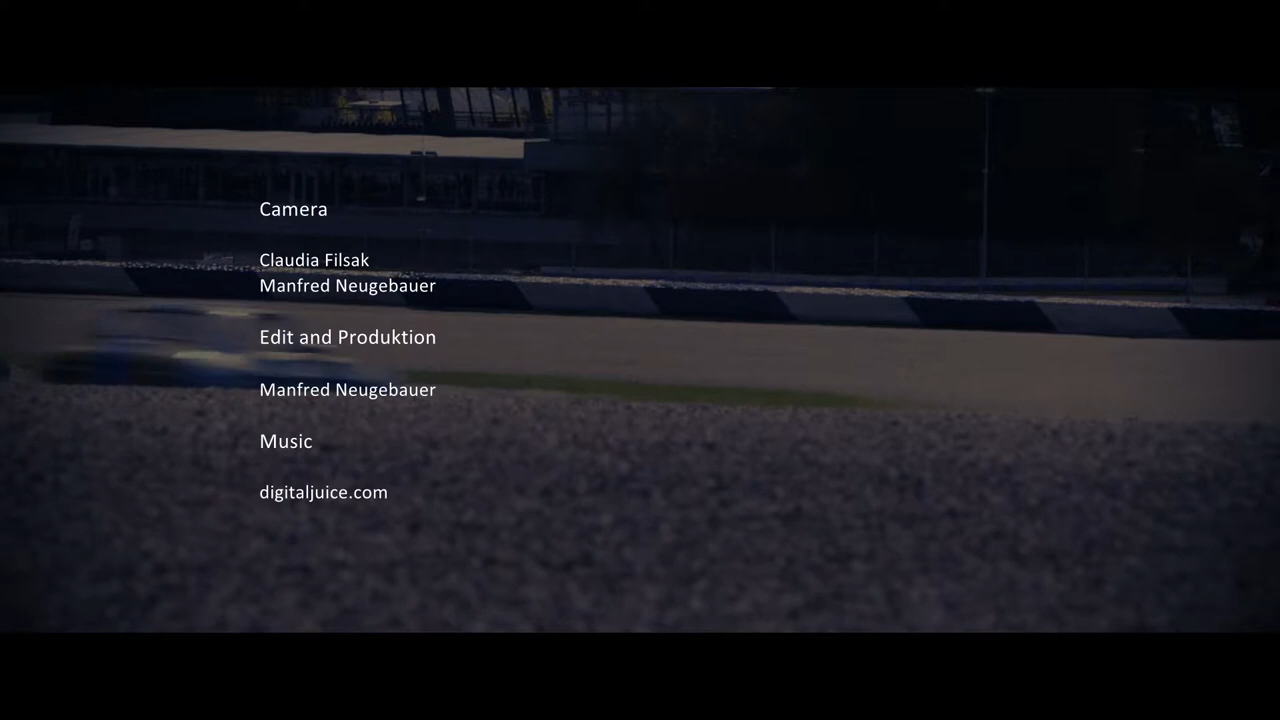 Camera
Claudia Filsak
Manfred Neugebauer
Edit and Produktion
Manfred Neugebauer
Music
digitaljuice.com